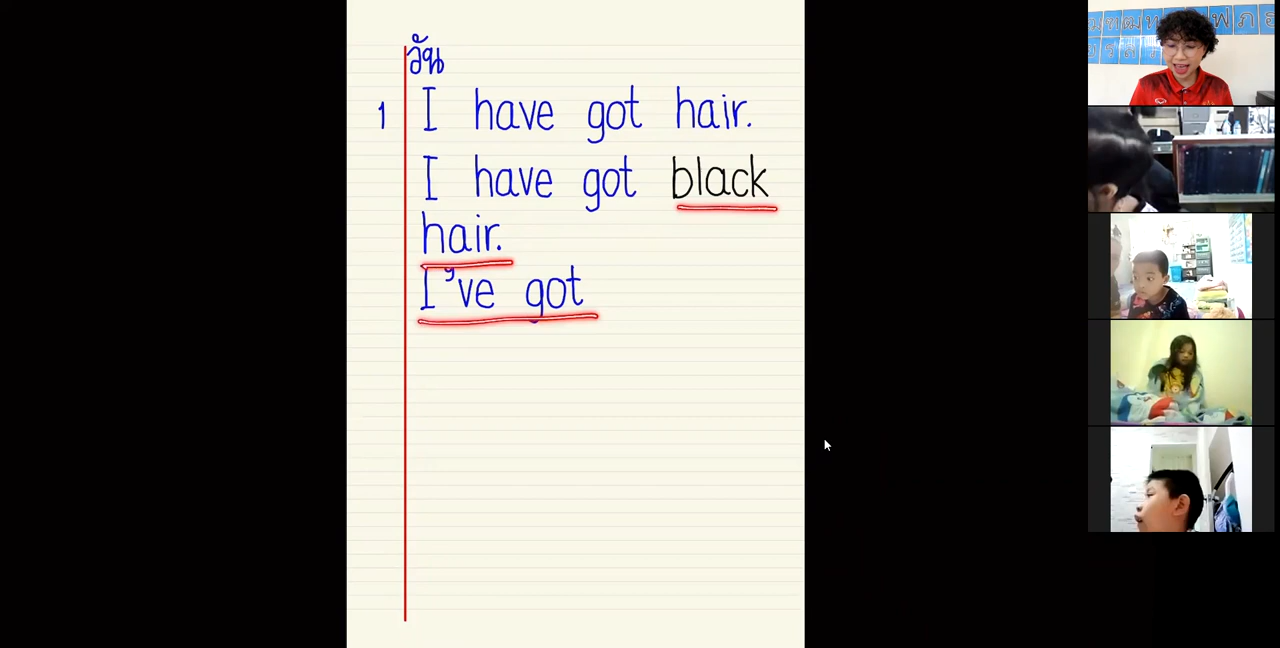 วัน
1 I have got hair.
I have got black
hair.
I've got